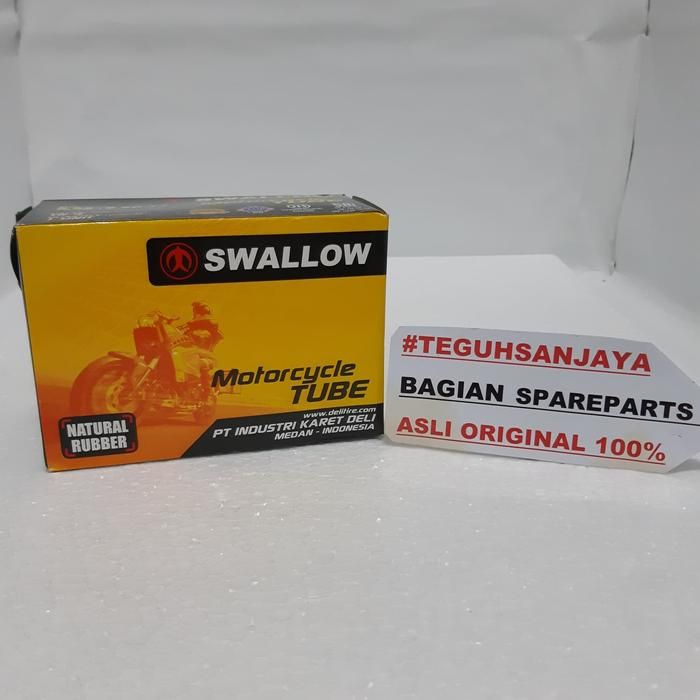 SWALLOW
SWALLOW
Motorcycle
TUBE
www.delitire.com
PT INDUSTRI KARET DELI
MEDAN - INDONESIA
NATURAL
RUBBER
#TEGUHSANJAYA
BAGIAN SPAREPARTS
ASLI ORIGINAL 100%